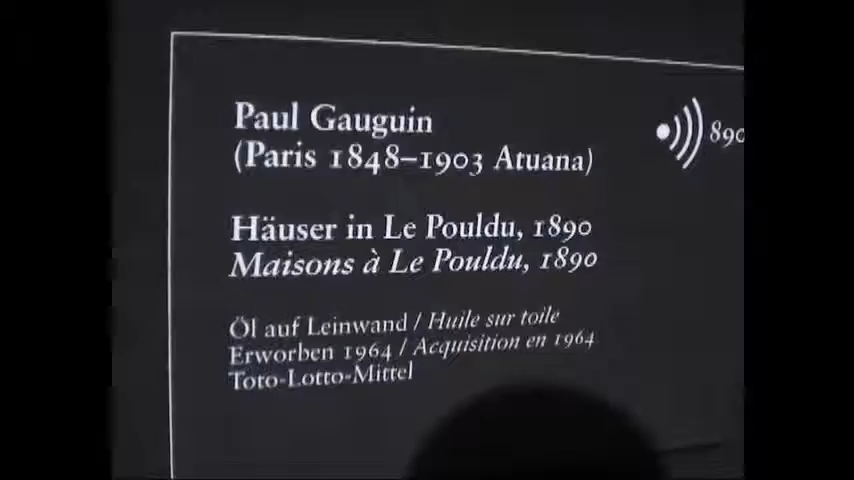 Paul Gauguin
(Paris 1848–1903 Atuana)
890
Häuser in Le Pouldu, 1890
Maisons à Le Pouldu, 1890
Öl auf Leinwand / Huile sur toile
Erworben 1964 / Acquisition en 1964
Toto-Lotto-Mittel